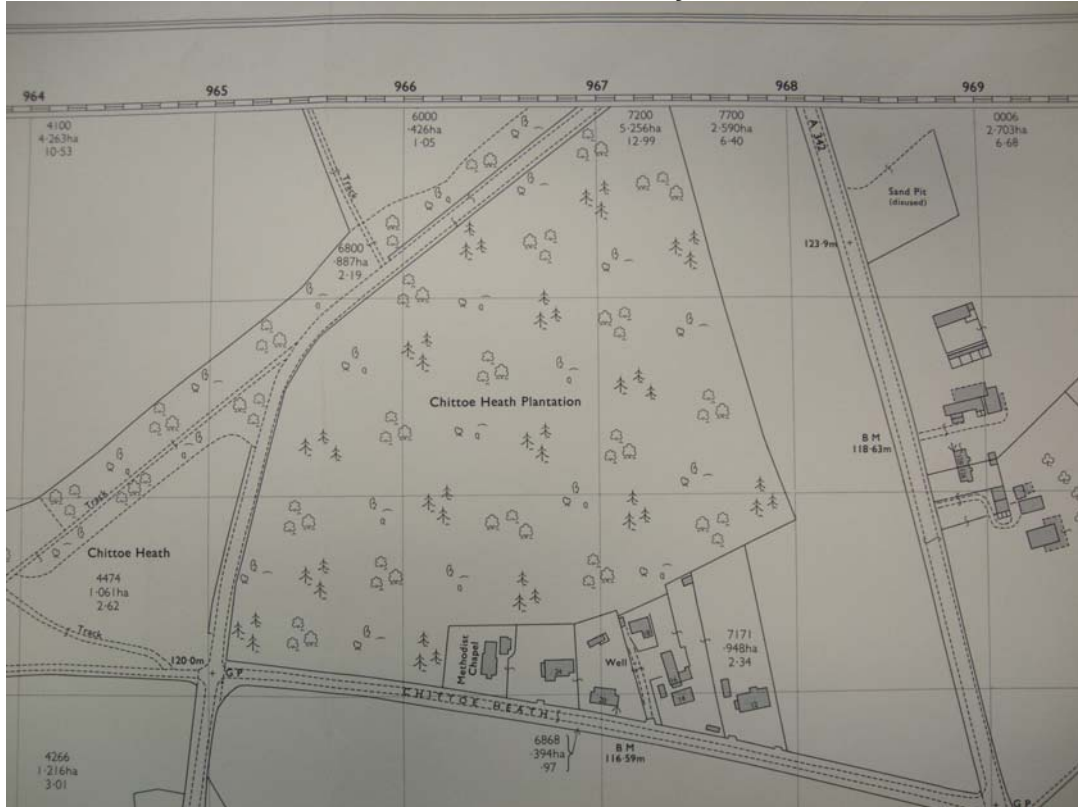 964 965 966 967 968 969
4100
4·263ha
10·53
6000
·426ha
1·05
7200
5·256ha
12·99
7700
2·590ha
6·40
0006
2·703ha
6·68
A 342
Track
Sand Pit
(disused)
123·9m
6800
·887ha
2·19
Chittoe Heath Plantation
B M
118·63m
Track
Chittoe Heath
4474
1·061ha
2·62
Track
120·0m
G P
Methodist
Chapel
Well
7171
·948ha
2·34
CHITTOE HEATH
6868
·394ha
·97
B M
116·59m
4266
1·216ha
3·01
G P